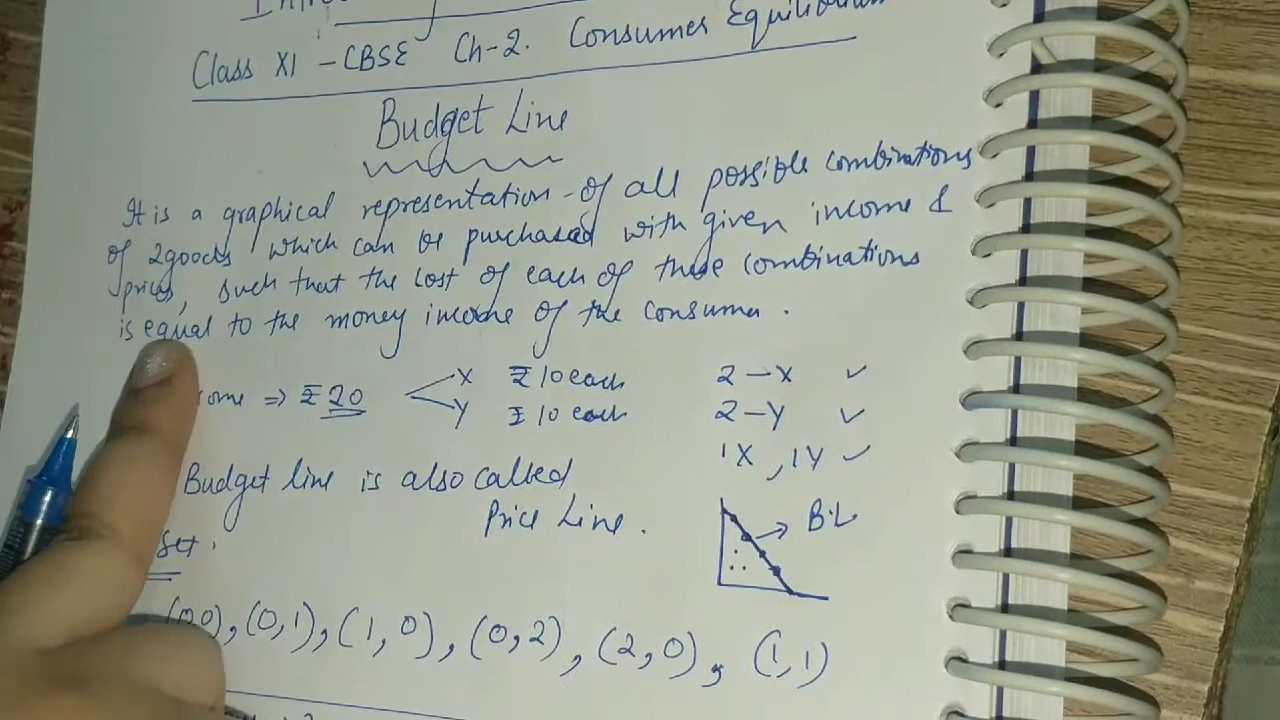 Class XI - CBSE Ch-2. Consumer Equilibrium
Budget Line
It is a graphical representation of all possible combinations
of 2 goods which can be purchased with given income &
prices, such that the cost of each of these combinations
is equal to the money income of the consumer.
⇒ ₹20 X ₹10 each 2-X ✓
Y ₹10 each 2-Y ✓
1X, 1Y ✓
Budget line is also called
Price Line.
B.L
Set.
(0,0), (0,1), (1,0), (0,2), (2,0), (1,1)